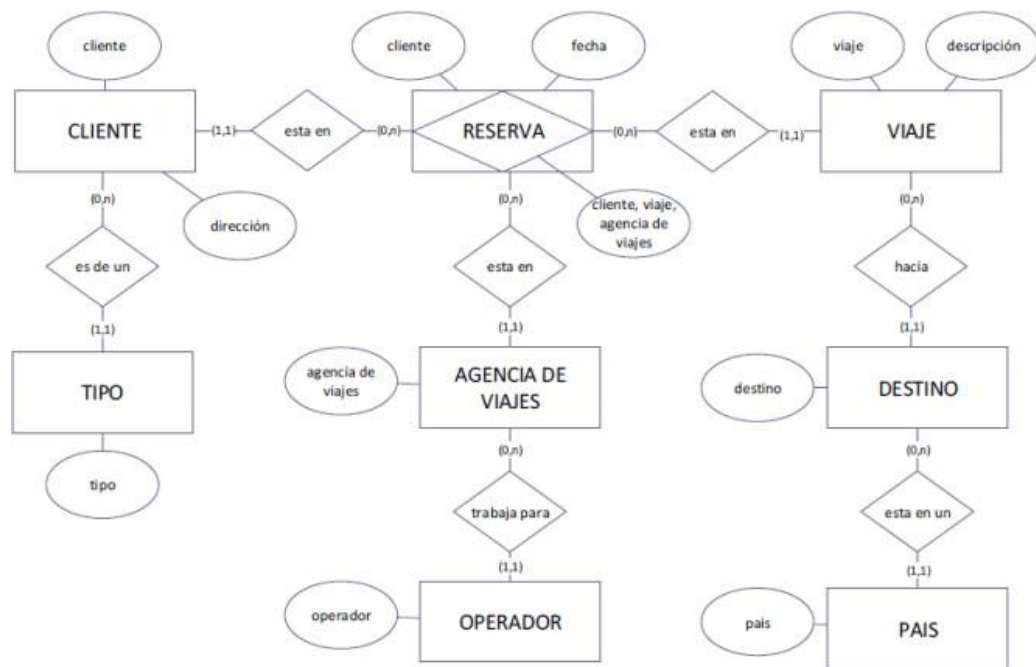 cliente
cliente
fecha
viaje
descripción
CLIENTE
(1,1)
esta en
(0,n)
RESERVA
(0,n)
esta en
(1,1)
VIAJE
(0,n)
dirección
(0,n)
cliente, viaje,
agencia de
viajes
(0,n)
es de un
esta en
hacia
(1,1)
(1,1)
(1,1)
TIPO
agencia de
viajes
AGENCIA DE
VIAJES
destino
DESTINO
(0,n)
(0,n)
tipo
trabaja para
esta en un
(1,1)
(1,1)
operador
OPERADOR
pais
PAIS